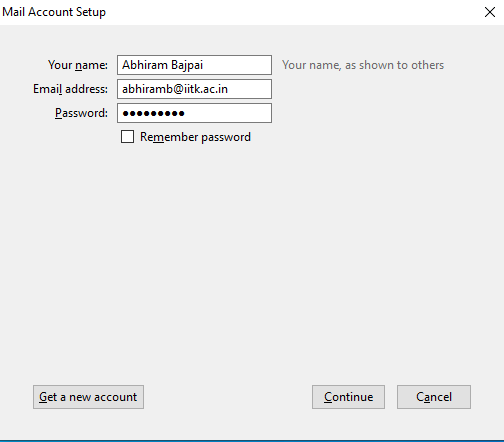 Mail Account Setup
Your name: Abhiram Bajpai Your name, as shown to others
Email address: abhiramb@iitk.ac.in
Password: ●●●●●●●●●
Remember password
Get a new account Continue Cancel